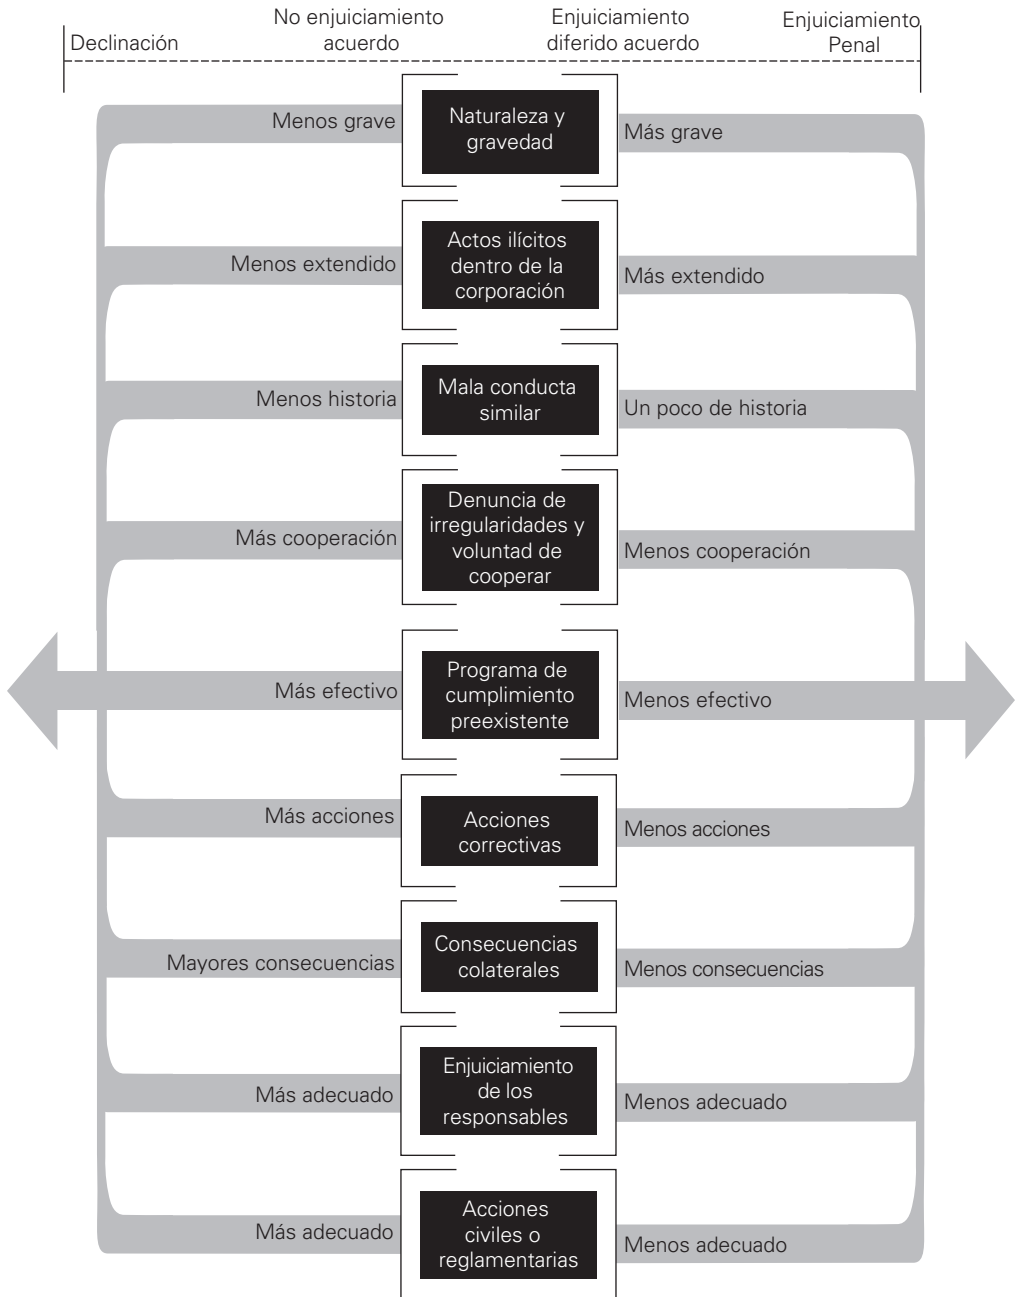 Declinación
No enjuiciamiento
acuerdo
Enjuiciamiento
diferido acuerdo
Enjuiciamiento
Penal
Menos grave
Naturaleza y
gravedad
Más grave
Menos extendido
Actos ilícitos
dentro de la
corporación
Más extendido
Menos historia
Mala conducta
similar
Un poco de historia
Más cooperación
Denuncia de
irregularidades y
voluntad de
cooperar
Menos cooperación
Más efectivo
Programa de
cumplimiento
preexistente
Menos efectivo
Más acciones
Acciones
correctivas
Menos acciones
Mayores consecuencias
Consecuencias
colaterales
Menos consecuencias
Más adecuado
Enjuiciamiento
de los
responsables
Menos adecuado
Más adecuado
Acciones
civiles o
reglamentarias
Menos adecuado